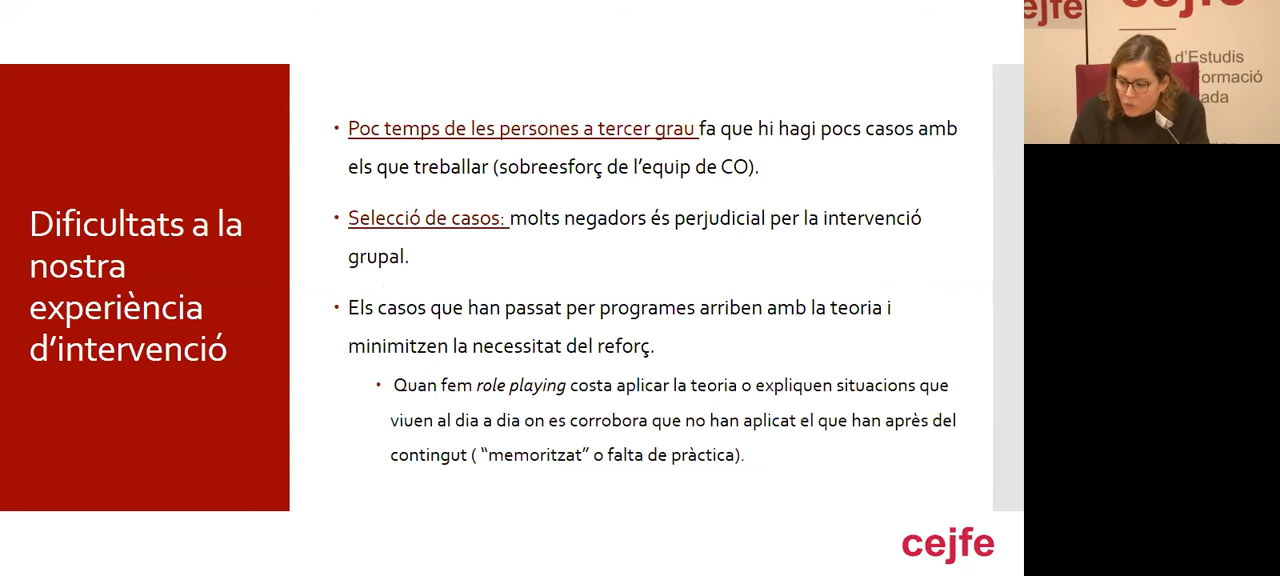 Dificultats a la
nostra
experiència
d'intervenció
• Poc temps de les persones a tercer grau fa que hi hagi pocs casos amb
els que treballar (sobreesforç de l'equip de CO).
• Selecció de casos: molts negadors és perjudicial per la intervenció
grupal.
• Els casos que han passat per programes arriben amb la teoria i
minimitzen la necessitat del reforç.
• Quan fem role playing costa aplicar la teoria o expliquen situacions que
viuen al dia a dia on es corrobora que no han aplicat el que han après del
contingut ( “memoritzat” o falta de pràctica).
cejfe
cejfe
cejfe
d'Estudis
Formació